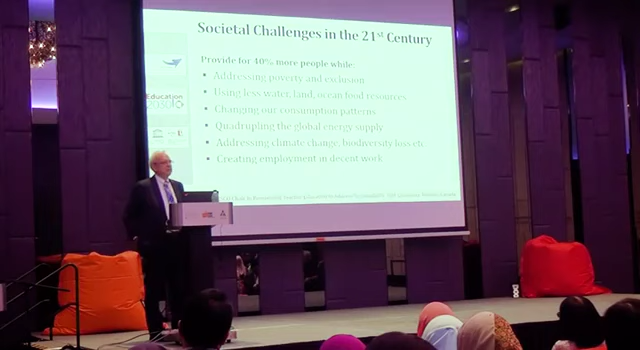 Societal Challenges in the 21st Century
Provide for 40% more people while:
Addressing poverty and exclusion
Using less water, land, ocean food resources
Changing our consumption patterns
Quadrupling the global energy supply
Addressing climate change, biodiversity loss etc
Creating employment in decent work
Education